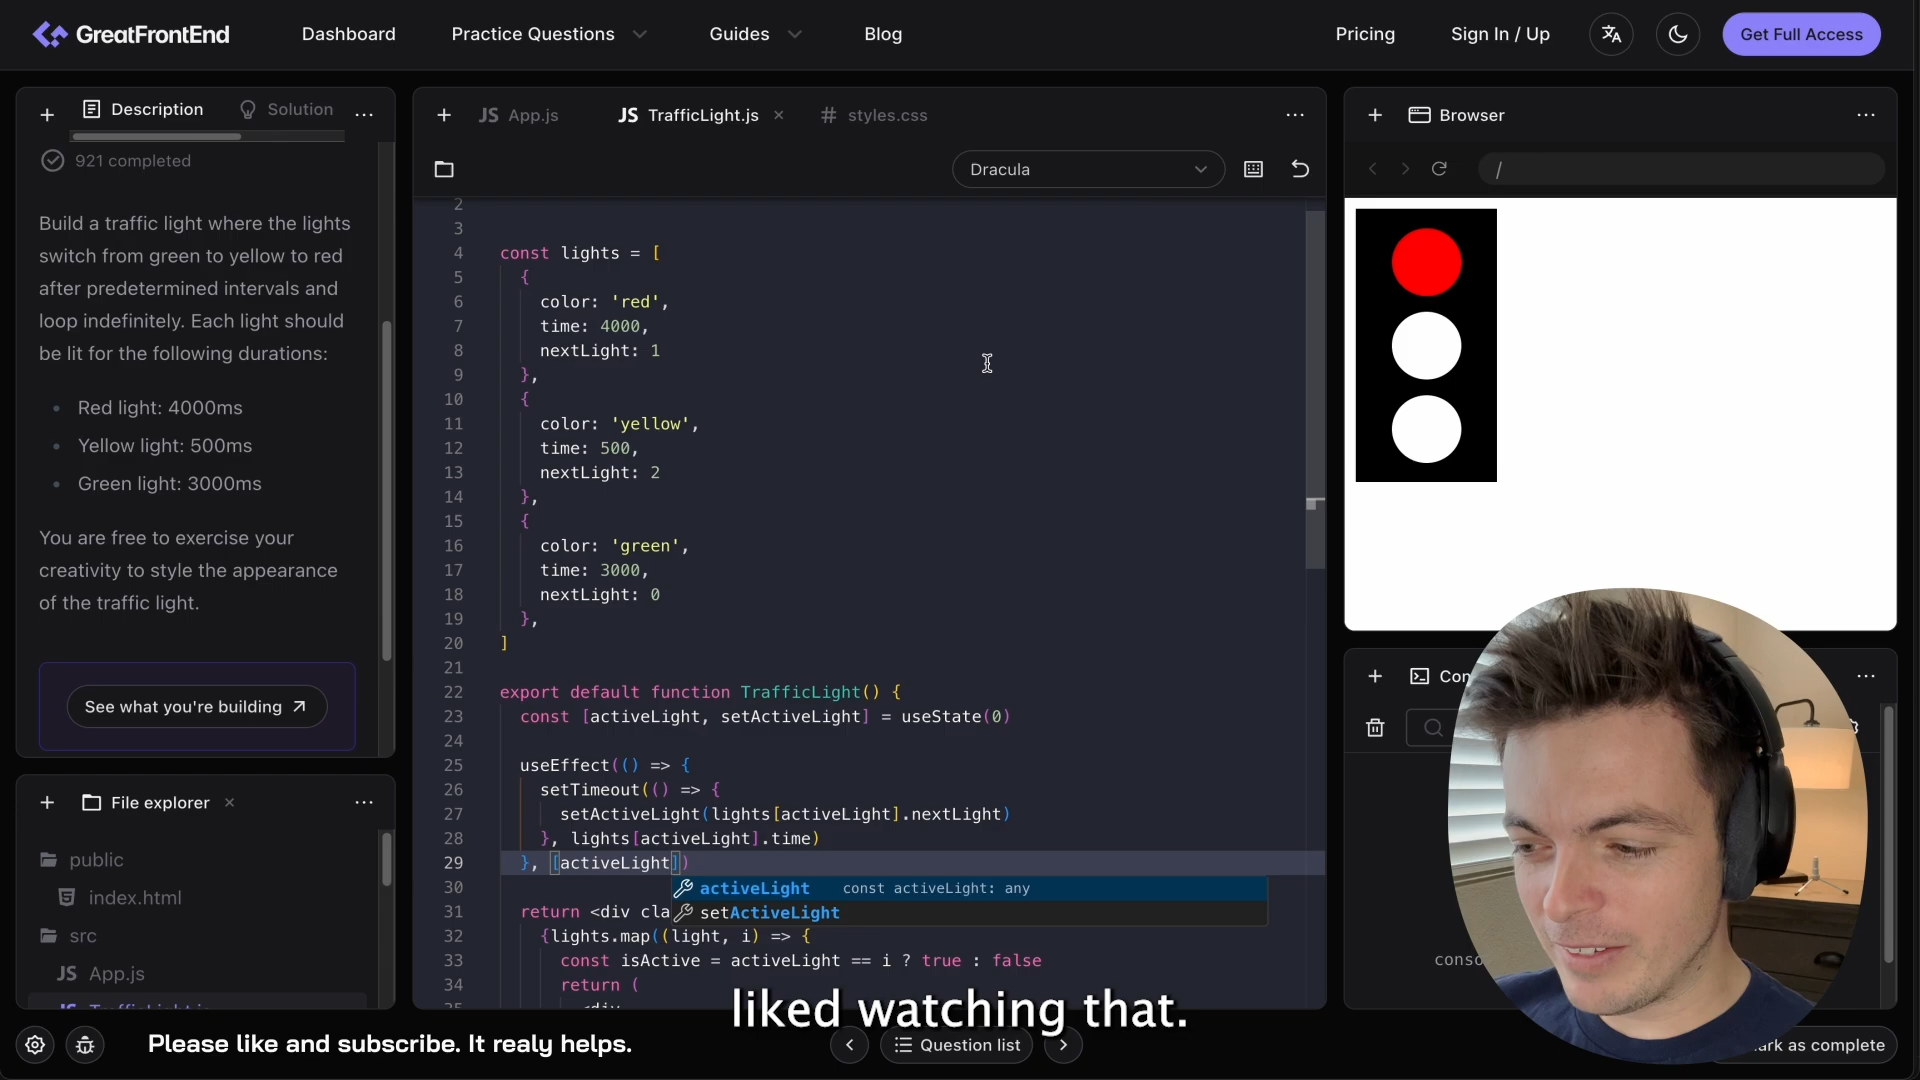 GreatFrontEnd
Dashboard
Practice Questions
Guides
Blog
Pricing
Sign In / Up
Get Full Access
Description
Solution
921 completed
Build a traffic light where the lights
switch from green to yellow to red
after predetermined intervals and
loop indefinitely. Each light should
be lit for the following durations:
Red light: 4000ms
Yellow light: 500ms
Green light: 3000ms
You are free to exercise your
creativity to style the appearance
of the traffic light.
See what you're building
File explorer
public
index.html
src
JS App.js
JS App.js
JS TrafficLight.js
# styles.css
Dracula
2
3
4 const lights = [
5 {
6 color: 'red',
7 time: 4000,
8 nextLight: 1
9 },
10 {
11 color: 'yellow',
12 time: 500,
13 nextLight: 2
14 },
15 {
16 color: 'green',
17 time: 3000,
18 nextLight: 0
19 },
20 ]
21
22 export default function TrafficLight() {
23 const [activeLight, setActiveLight] = useState(0)
24
25 useEffect(() => {
26 setTimeout(() => {
27 setActiveLight(lights[activeLight].nextLight)
28 }, lights[activeLight].time)
29 }, [activeLight])
30 activeLight const activeLight: any
31 return <div cla setActiveLight
32 {lights.map((light, i) => {
33 const isActive = activeLight == i ? true : false
34 return (
Browser
/
liked watching that.
Please like and subscribe. It realy helps.
Question list
as complete